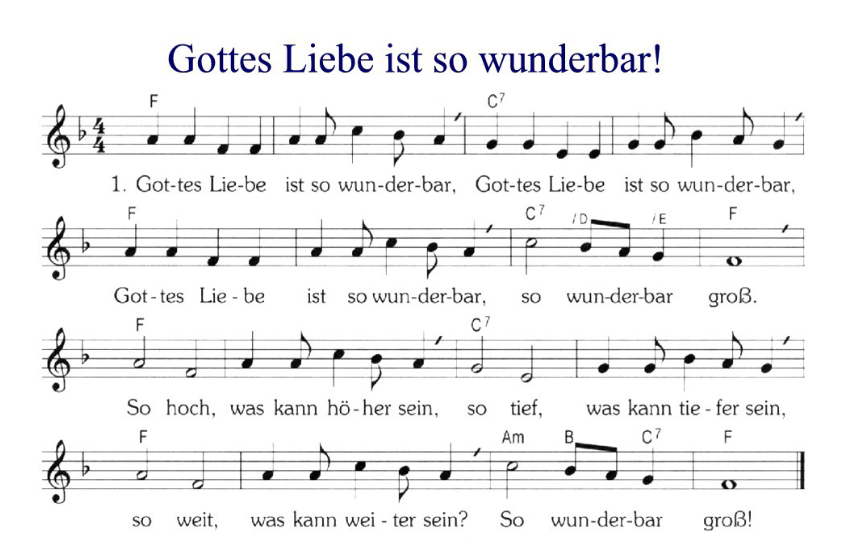 Gottes Liebe ist so wunderbar!
F C7
4
4
1. Got-tes Lie-be ist so wun-der-bar, Got-tes Lie-be ist so wun-der-bar,
F C7 /D /E F
Got-tes Lie-be ist so wun-der-bar, so wun-der-bar groß.
F C7
So hoch, was kann hö-her sein, so tief, was kann tie-fer sein,
F Am B C7 F
so weit, was kann wei-ter sein? So wun-der-bar groß!